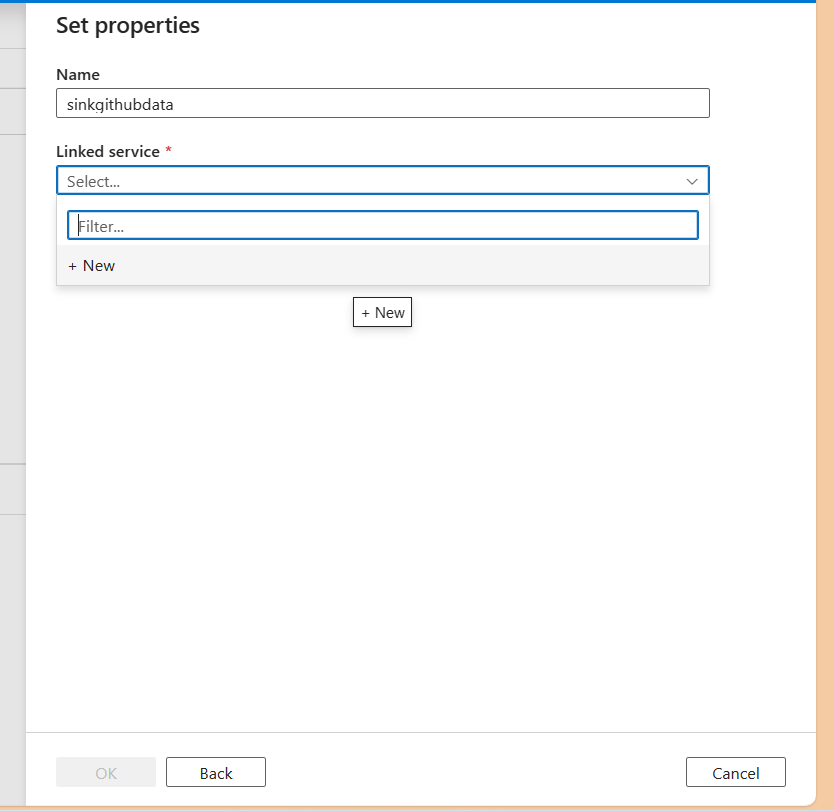 Set properties
Name
sinkgithubdata
Linked service *
Select...
Filter...
+ New
+ New
OK
Back
Cancel